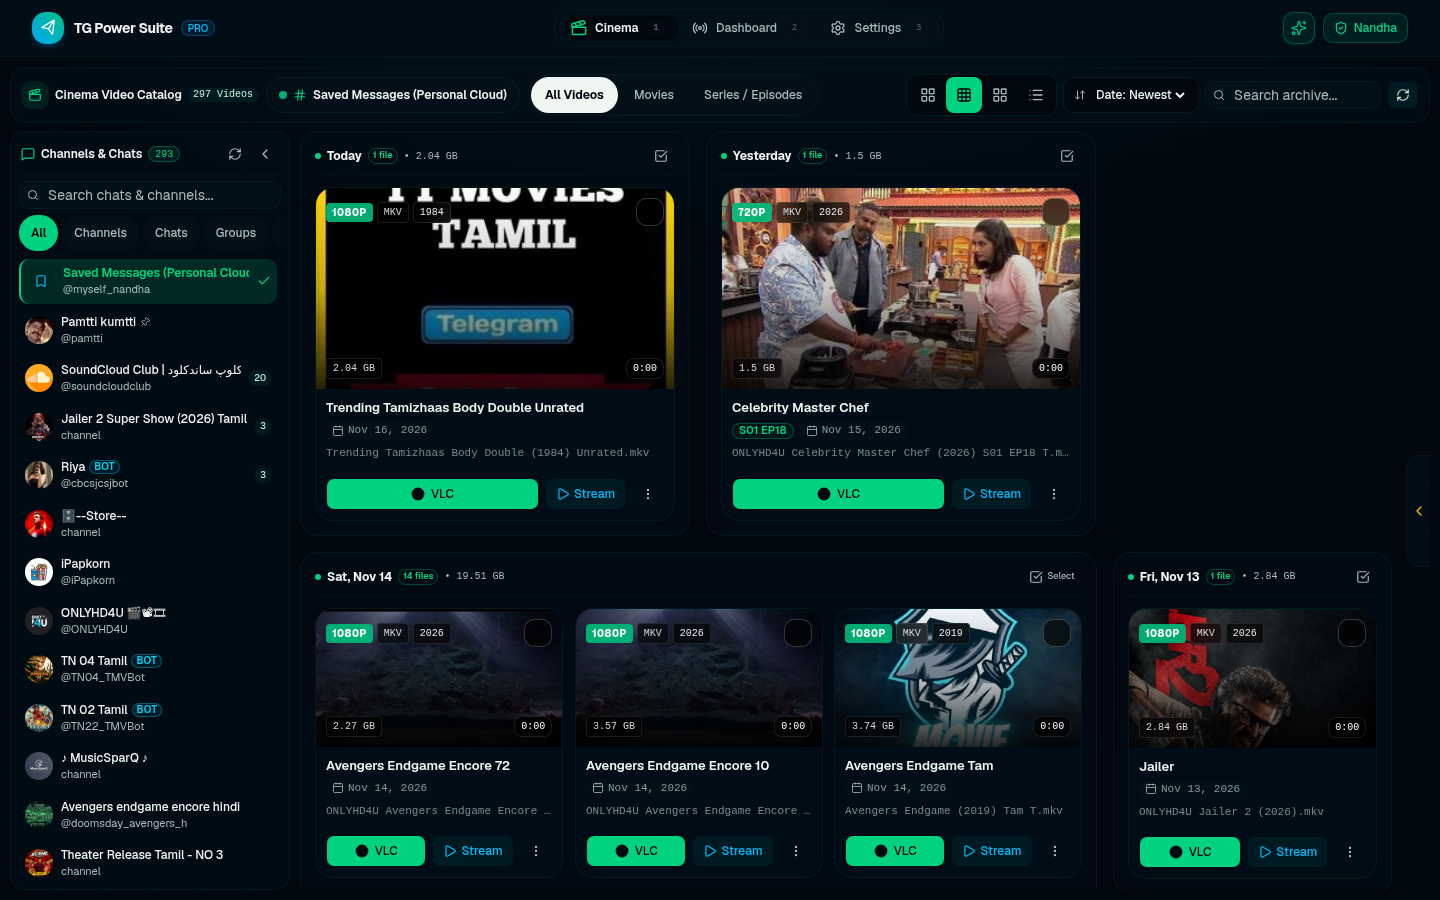 TG Power Suite PRO
Cinema 1
Dashboard 2
Settings 3
Nandha
Cinema Video Catalog 297 Videos
Saved Messages (Personal Cloud)
All Videos
Movies
Series / Episodes
Date: Newest
Search archive...
Channels & Chats 293
Search chats & channels...
All
Channels
Chats
Groups
Saved Messages (Personal Cloud
@myself_nandha
Pamtti kumtti
@pamtti
SoundCloud Club | کلوپ ساندکلود
@soundcloudclub
20
Jailer 2 Super Show (2026) Tamil
channel
3
Riya BOT
@cbcsjcsjbot
3
--Store--
channel
iPapkorn
@iPapkorn
ONLYHD4U
@ONLYHD4U
TN 04 Tamil BOT
@TN04_TMVBot
TN 02 Tamil BOT
@TN22_TMVBot
♪ MusicSparQ ♪
channel
Avengers endgame encore hindi
@doomsday_avengers_h
Theater Release Tamil - NO 3
channel
Today 1 file • 2.04 GB
MOVIES
TAMIL
Telegram
1080P MKV 1984
2.04 GB
0:00
Trending Tamizhaas Body Double Unrated
Nov 16, 2026
Trending Tamizhaas Body Double (1984) Unrated.mkv
VLC
Stream
Yesterday 1 file • 1.5 GB
720P MKV 2026
1.5 GB
0:00
Celebrity Master Chef
S01 EP18 Nov 15, 2026
ONLYHD4U Celebrity Master Chef (2026) S01 EP18 T.m…
VLC
Stream
Sat, Nov 14 14 files • 19.51 GB
Select
1080P MKV 2026
2.27 GB
0:00
Avengers Endgame Encore 72
Nov 14, 2026
ONLYHD4U Avengers Endgame Encore …
VLC
Stream
1080P MKV 2026
3.57 GB
0:00
Avengers Endgame Encore 10
Nov 14, 2026
ONLYHD4U Avengers Endgame Encore …
VLC
Stream
1080P MKV 2019
MOVIE
3.74 GB
0:00
Avengers Endgame Tam
Nov 14, 2026
Avengers Endgame (2019) Tam T.mkv
VLC
Stream
Fri, Nov 13 1 file • 2.84 GB
1080P MKV 2026
2.84 GB
0:00
Jailer
Nov 13, 2026
ONLYHD4U Jailer 2 (2026).mkv
VLC
Stream